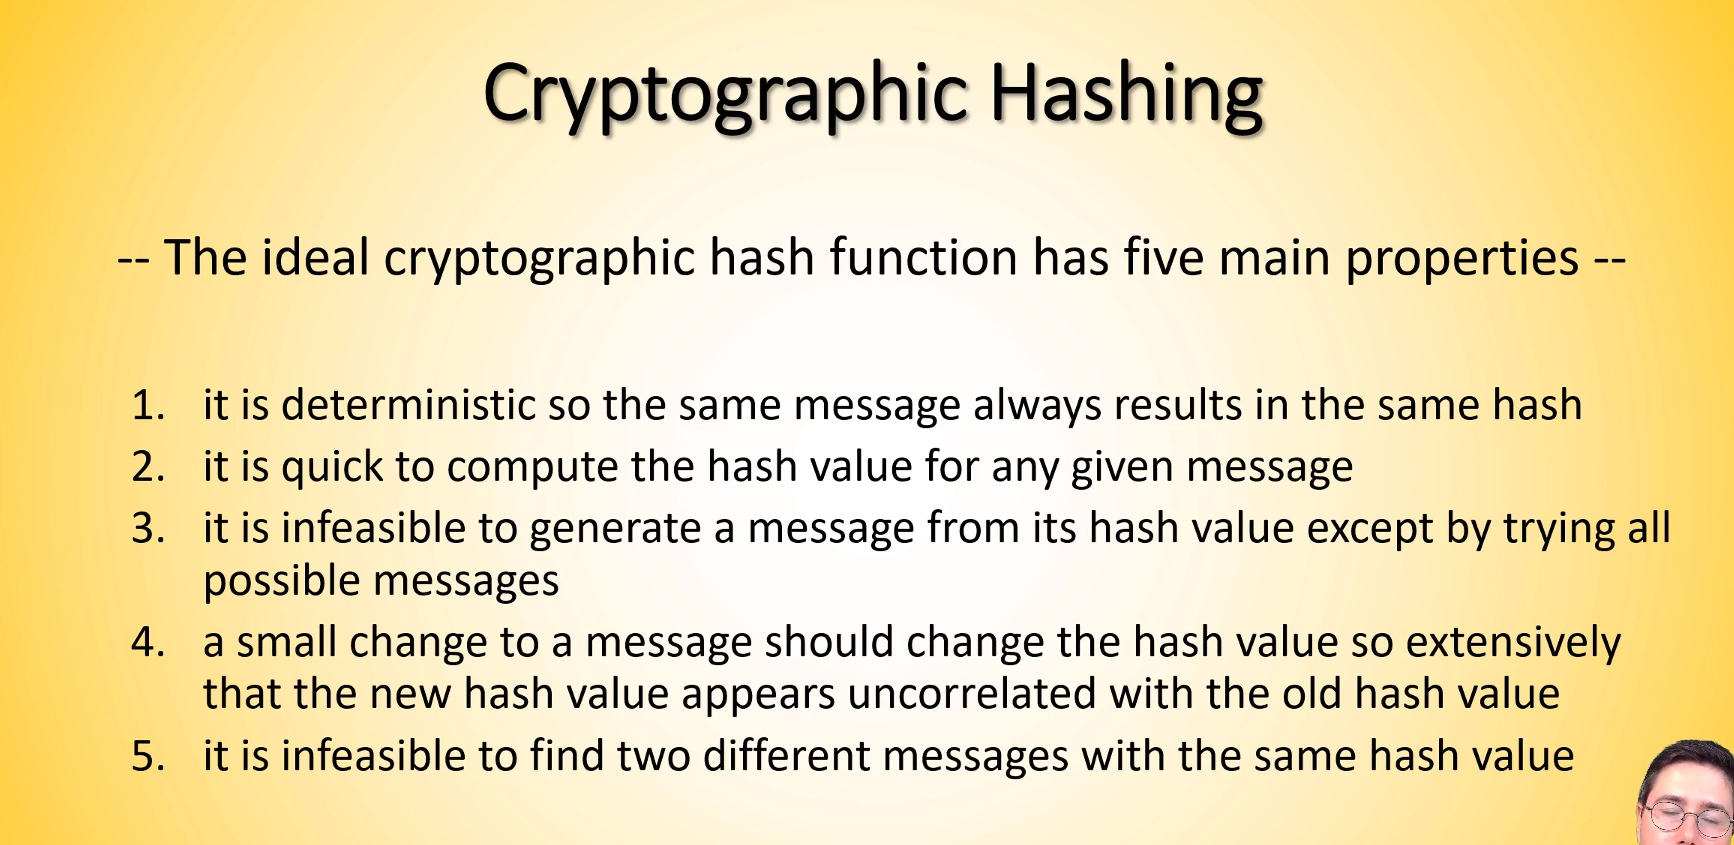 Cryptographic Hashing
-- The ideal cryptographic hash function has five main properties --
1. it is deterministic so the same message always results in the same hash
2. it is quick to compute the hash value for any given message
3. it is infeasible to generate a message from its hash value except by trying all
possible messages
4. a small change to a message should change the hash value so extensively
that the new hash value appears uncorrelated with the old hash value
5. it is infeasible to find two different messages with the same hash value